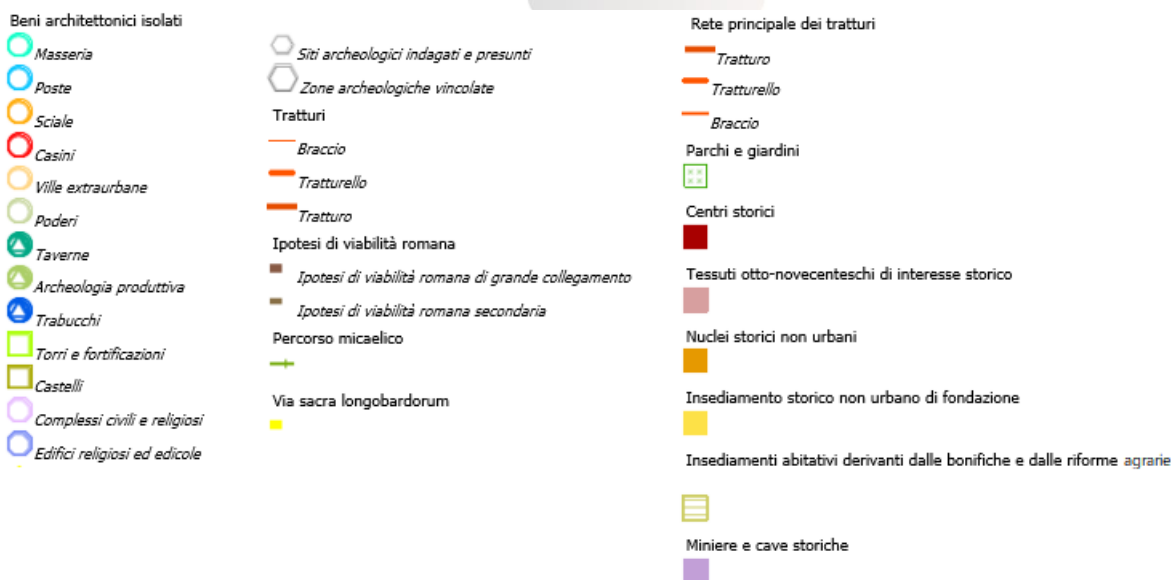 Beni architettonici isolati
Masseria
Poste
Sciale
Casini
Ville extraurbane
Poderi
Taverne
Archeologia produttiva
Trabucchi
Torri e fortificazioni
Castelli
Complessi civili e religiosi
Edifici religiosi ed edicole
Siti archeologici indagati e presunti
Zone archeologiche vincolate
Tratturi
Braccio
Tratturello
Tratturo
Ipotesi di viabilità romana
Ipotesi di viabilità romana di grande collegamento
Ipotesi di viabilità romana secondaria
Percorso micaelico
Via sacra longobardorum
Rete principale dei tratturi
Tratturo
Tratturello
Braccio
Parchi e giardini
Centri storici
Tessuti otto-novecenteschi di interesse storico
Nuclei storici non urbani
Insediamento storico non urbano di fondazione
Insediamenti abitativi derivanti dalle bonifiche e dalle riforme agrarie
Miniere e cave storiche